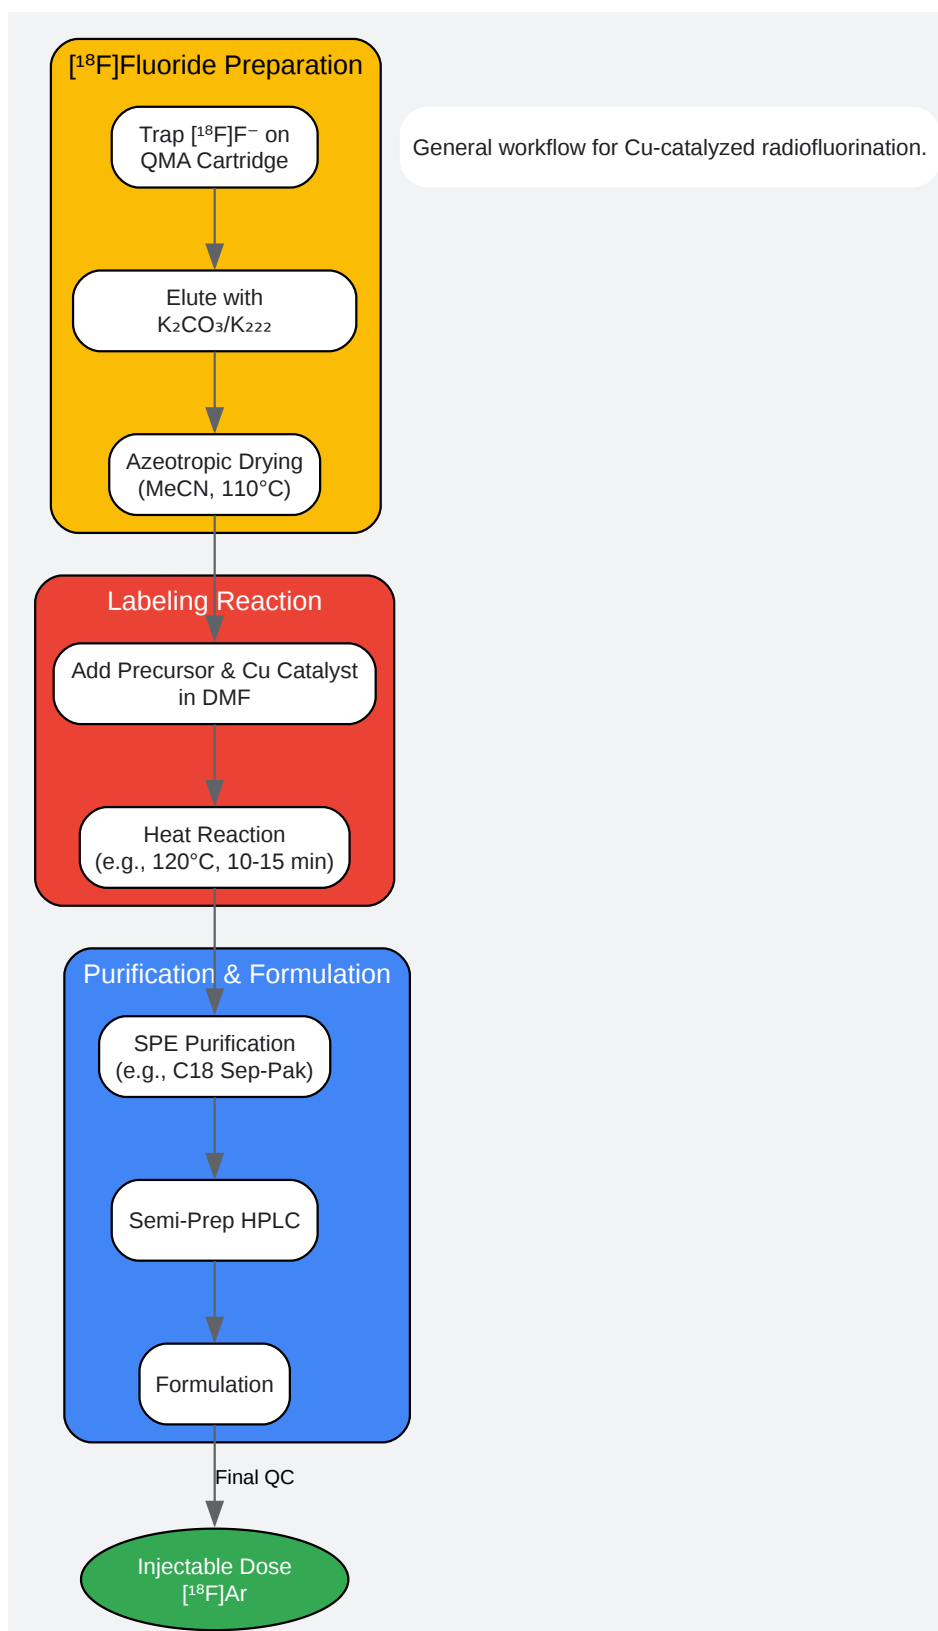 [¹⁸F]Fluoride Preparation
Trap [¹⁸F]F⁻ on
QMA Cartridge
General workflow for Cu-catalyzed radiofluorination.
Elute with
K₂CO₃/K₂₂₂
Azeotropic Drying
(MeCN, 110°C)
Labeling Reaction
Add Precursor & Cu Catalyst
in DMF
Heat Reaction
(e.g., 120°C, 10-15 min)
Purification & Formulation
SPE Purification
(e.g., C18 Sep-Pak)
Semi-Prep HPLC
Formulation
Final QC
Injectable Dose
[¹⁸F]Ar